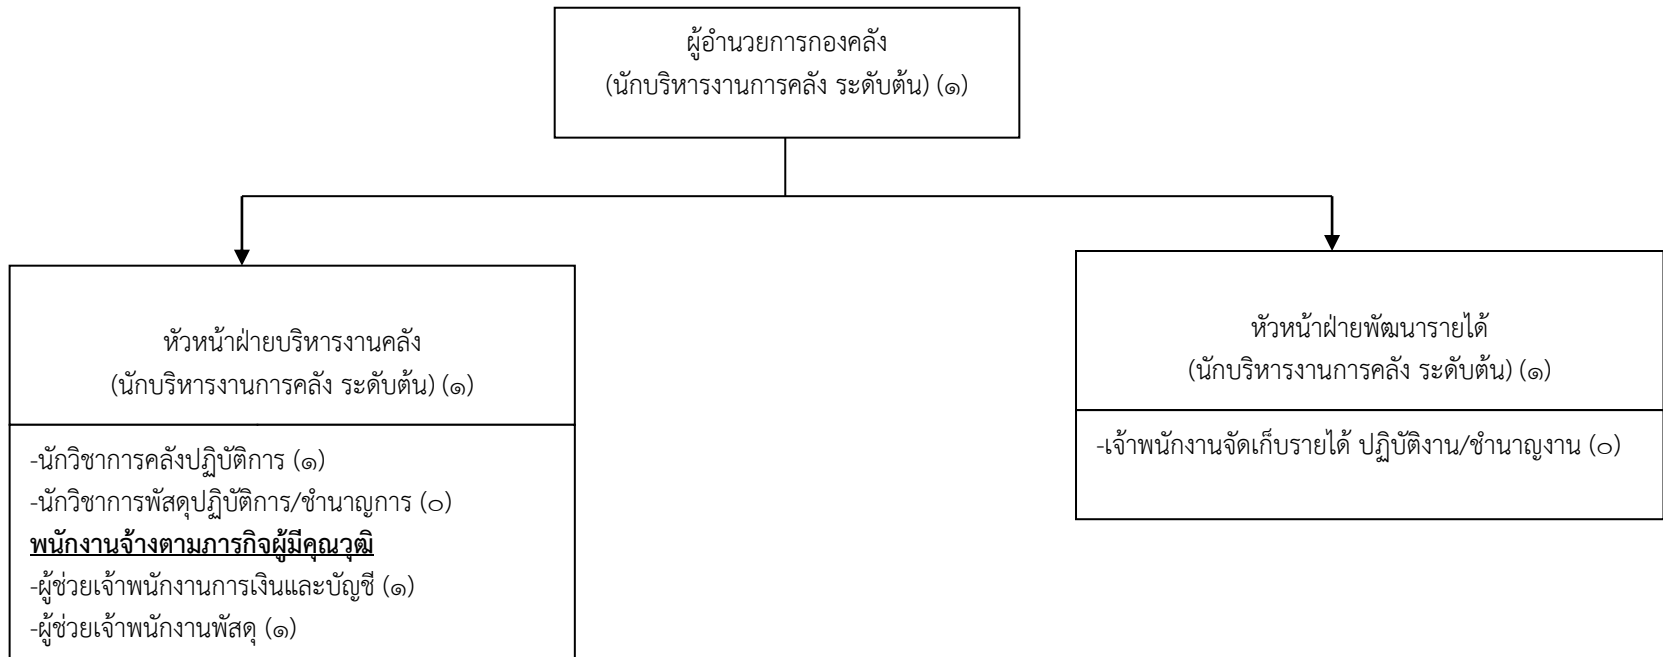 ผู้อำนวยการกองคลัง
(นักบริหารงานการคลัง ระดับต้น) (๑)
หัวหน้าฝ่ายบริหารงานคลัง
(นักบริหารงานการคลัง ระดับต้น) (๑)
-นักวิชาการคลังปฏิบัติการ (๑)
-นักวิชาการพัสดุปฏิบัติการ/ชำนาญการ (๐)
พนักงานจ้างตามภารกิจผู้มีคุณวุฒิ
-ผู้ช่วยเจ้าพนักงานการเงินและบัญชี (๑)
-ผู้ช่วยเจ้าพนักงานพัสดุ (๑)
หัวหน้าฝ่ายพัฒนารายได้
(นักบริหารงานการคลัง ระดับต้น) (๑)
-เจ้าพนักงานจัดเก็บรายได้ ปฏิบัติงาน/ชำนาญงาน (๐)